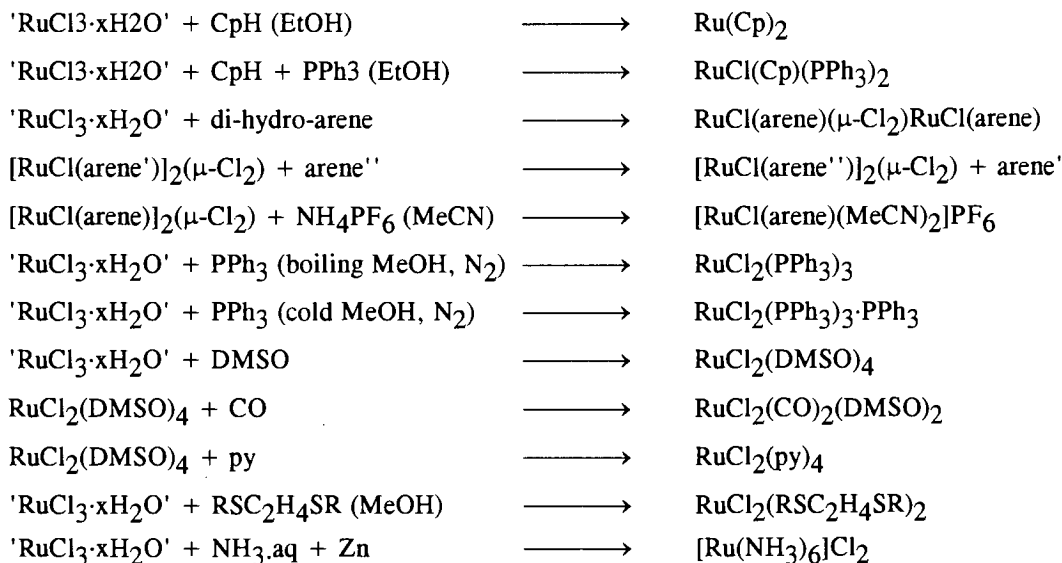 'RuCl3·xH2O' + CpH (EtOH) ⟶ Ru(Cp)₂
'RuCl3·xH2O' + CpH + PPh3 (EtOH) ⟶ RuCl(Cp)(PPh₃)₂
'RuCl₃·xH₂O' + di-hydro-arene ⟶ RuCl(arene)(μ-Cl₂)RuCl(arene)
[RuCl(arene')]₂(μ-Cl₂) + arene'' ⟶ [RuCl(arene'')]₂(μ-Cl₂) + arene'
[RuCl(arene)]₂(μ-Cl₂) + NH₄PF₆ (MeCN) ⟶ [RuCl(arene)(MeCN)₂]PF₆
'RuCl₃·xH₂O' + PPh₃ (boiling MeOH, N₂) ⟶ RuCl₂(PPh₃)₃
'RuCl₃·xH₂O' + PPh₃ (cold MeOH, N₂) ⟶ RuCl₂(PPh₃)₃·PPh₃
'RuCl₃·xH₂O' + DMSO ⟶ RuCl₂(DMSO)₄
RuCl₂(DMSO)₄ + CO ⟶ RuCl₂(CO)₂(DMSO)₂
RuCl₂(DMSO)₄ + py ⟶ RuCl₂(py)₄
'RuCl₃·xH₂O' + RSC₂H₄SR (MeOH) ⟶ RuCl₂(RSC₂H₄SR)₂
'RuCl₃·xH₂O' + NH₃.aq + Zn ⟶ [Ru(NH₃)₆]Cl₂